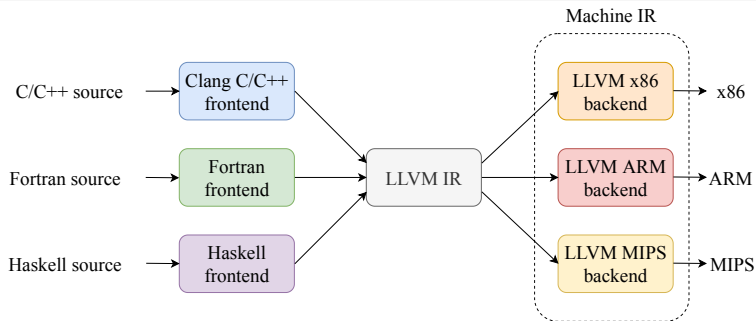 Machine IR
C/C++ source
Clang C/C++
frontend
LLVM x86
backend
x86
Fortran source
Fortran
frontend
LLVM IR
LLVM ARM
backend
ARM
Haskell source
Haskell
frontend
LLVM MIPS
backend
MIPS